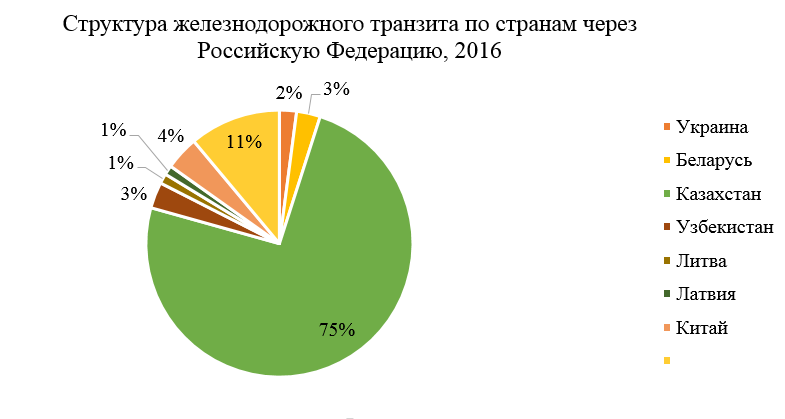 Структура железнодорожного транзита по странам через
Российскую Федерацию, 2016
2%
3%
1%
4%
11%
1%
3%
75%
Украина
Беларусь
Казахстан
Узбекистан
Литва
Латвия
Китай